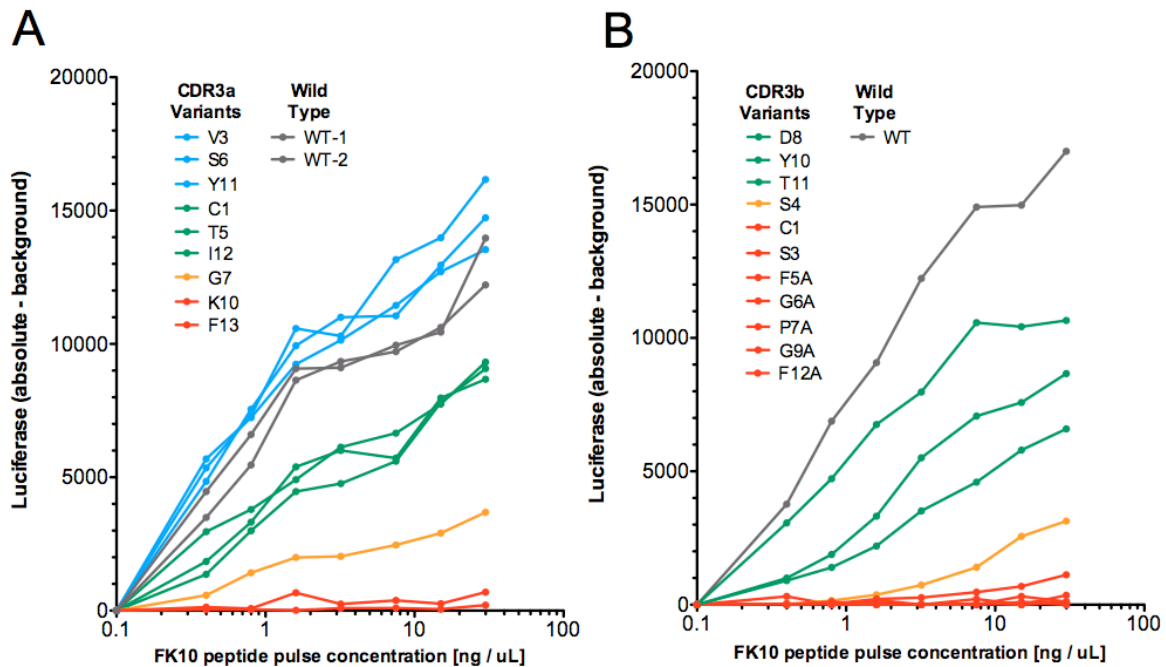 A
20000
15000
10000
5000
0
0.1
1
10
100
Luciferase (absolute - background)
FK10 peptide pulse concentration [ng / uL]
CDR3a
Variants
V3
S6
Y11
C1
T5
I12
G7
K10
F13
Wild
Type
WT-1
WT-2
B
20000
15000
10000
5000
0
0.1
1
10
100
Luciferase (absolute - background)
FK10 peptide pulse concentration [ng / uL]
CDR3b
Variants
D8
Y10
T11
S4
C1
S3
F5A
G6A
P7A
G9A
F12A
Wild
Type
WT